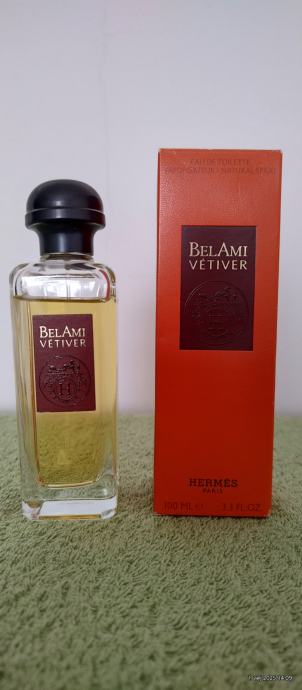 EAU DE TOILETTE
VAPORISATEUR - NATURAL SPRAY
BELAMI
VÉTIVER
BELAMI
VÉTIVER
H
HERMÈS
PARIS
100 ML ℮ 3.3 FL.OZ.